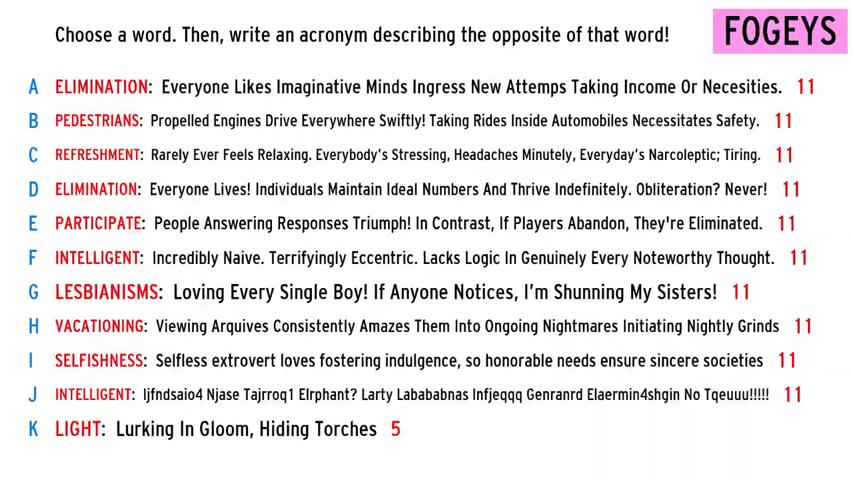 Choose a word. Then, write an acronym describing the opposite of that word! FOGEYS
A ELIMINATION: Everyone Likes Imaginative Minds Ingress New Attemps Taking Income Or Necesities. 11
B PEDESTRIANS: Propelled Engines Drive Everywhere Swiftly! Taking Rides Inside Automobiles Necessitates Safety. 11
C REFRESHMENT: Rarely Ever Feels Relaxing. Everybody's Stressing, Headaches Minutely, Everyday's Narcoleptic; Tiring. 11
D ELIMINATION: Everyone Lives! Individuals Maintain Ideal Numbers And Thrive Indefinitely. Obliteration? Never! 11
E PARTICIPATE: People Answering Responses Triumph! In Contrast, If Players Abandon, They're Eliminated. 11
F INTELLIGENT: Incredibly Naive. Terrifyingly Eccentric. Lacks Logic In Genuinely Every Noteworthy Thought. 11
G LESBIANISMS: Loving Every Single Boy! If Anyone Notices, I'm Shunning My Sisters! 11
H VACATIONING: Viewing Arquives Consistently Amazes Them Into Ongoing Nightmares Initiating Nightly Grinds 11
I SELFISHNESS: Selfless extrovert loves fostering indulgence, so honorable needs ensure sincere societies 11
J INTELLIGENT: Ijfndsaio4 Njase Tajrroq1 Elrphant? Larty Labababnas Infjeqqq Genranrd Elaermin4shgin No Tqeuuu!!!!! 11
K LIGHT: Lurking In Gloom, Hiding Torches 5